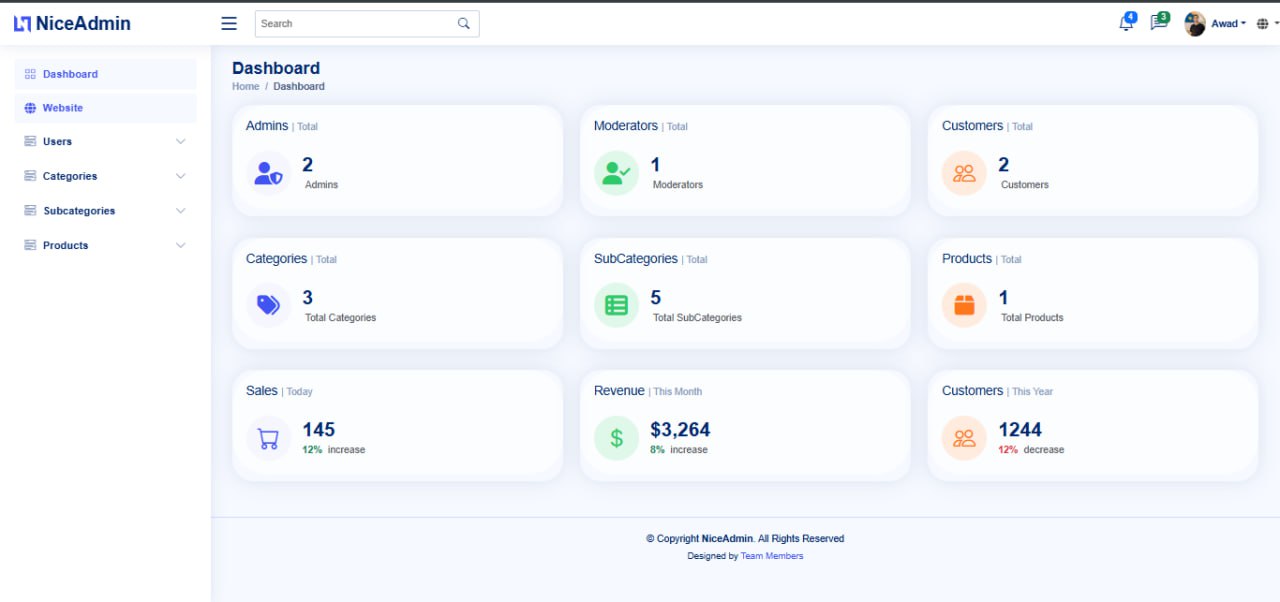 NiceAdmin
Search
4
3
Awad
Dashboard
Website
Users
Categories
Subcategories
Products
Dashboard
Home / Dashboard
Admins | Total
2
Admins
Moderators | Total
1
Moderators
Customers | Total
2
Customers
Categories | Total
3
Total Categories
SubCategories | Total
5
Total SubCategories
Products | Total
1
Total Products
Sales | Today
145
12% increase
Revenue | This Month
$3,264
8% increase
Customers | This Year
1244
12% decrease
© Copyright NiceAdmin. All Rights Reserved
Designed by Team Members